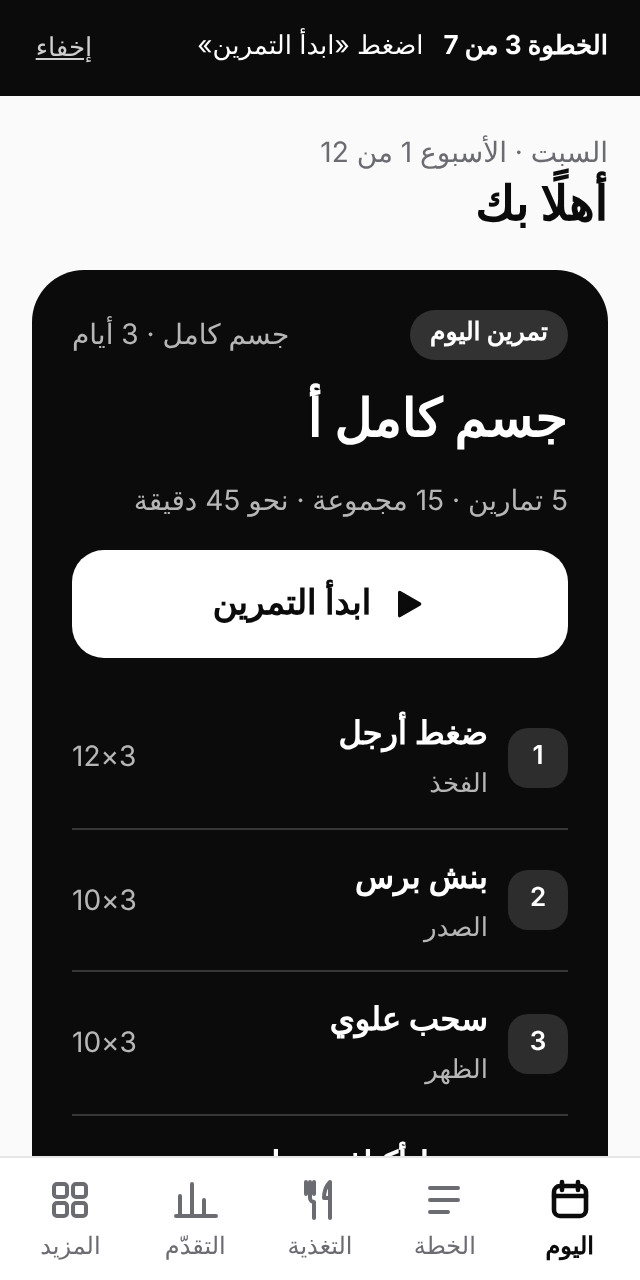 الخطوة 3 من 7 اضغط «ابدأ التمرين» إخفاء
السبت · الأسبوع 1 من 12
أهلًا بك
تمرين اليوم جسم كامل · 3 أيام
جسم كامل أ
5 تمارين · 15 مجموعة · نحو 45 دقيقة
ابدأ التمرين
1 ضغط أرجل 3×12
الفخذ
2 بنش برس 3×10
الصدر
3 سحب علوي 3×10
الظهر
اليوم الخطة التغذية التقدّم المزيد